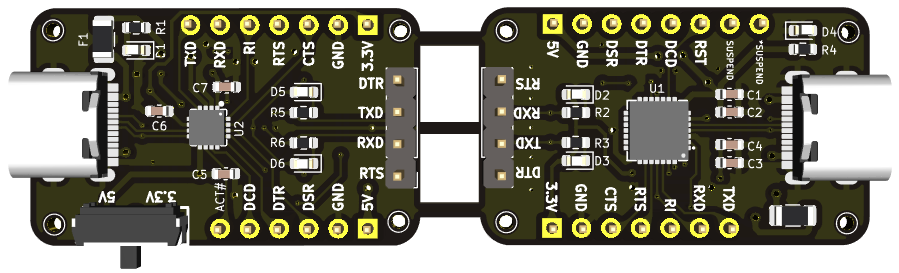 F1
R1
C1
TXD
RXD
RI
RTS
CTS
GND
3.3V
DTR
TXD
RXD
RTS
C7
C6
U2
C5
D5
R5
R6
D6
5V
3.3V
ACT#
DCD
DTR
DSR
GND
5V
5V
GND
DSR
DTR
DCD
RST
SUSPEND
*SUSPEND
D4
R4
RTS
RXD
TXD
DTR
D2
R2
R3
D3
U1
C1
C2
C4
C3
3.3V
GND
CTS
RTS
RI
RXD
TXD